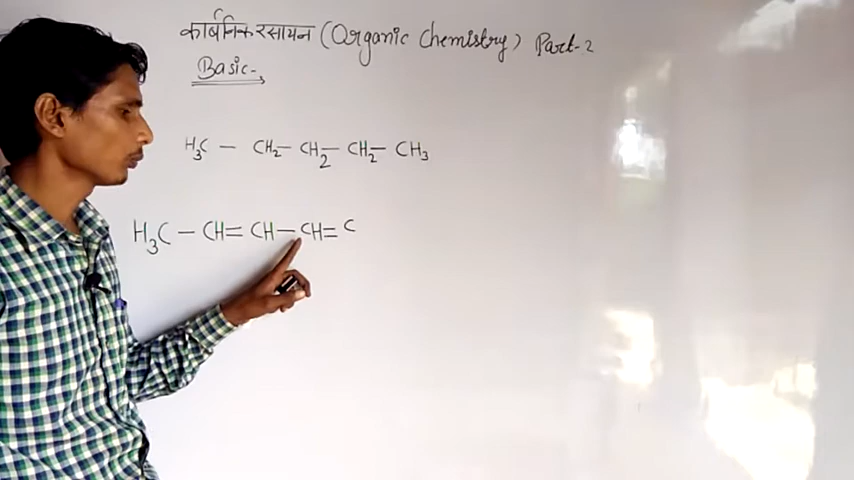 कार्बनिक रसायन (Organic Chemistry) Part-2
Basic-
H₃C — CH₂— CH₂— CH₂— CH₃
H₃C — CH= CH — CH= C